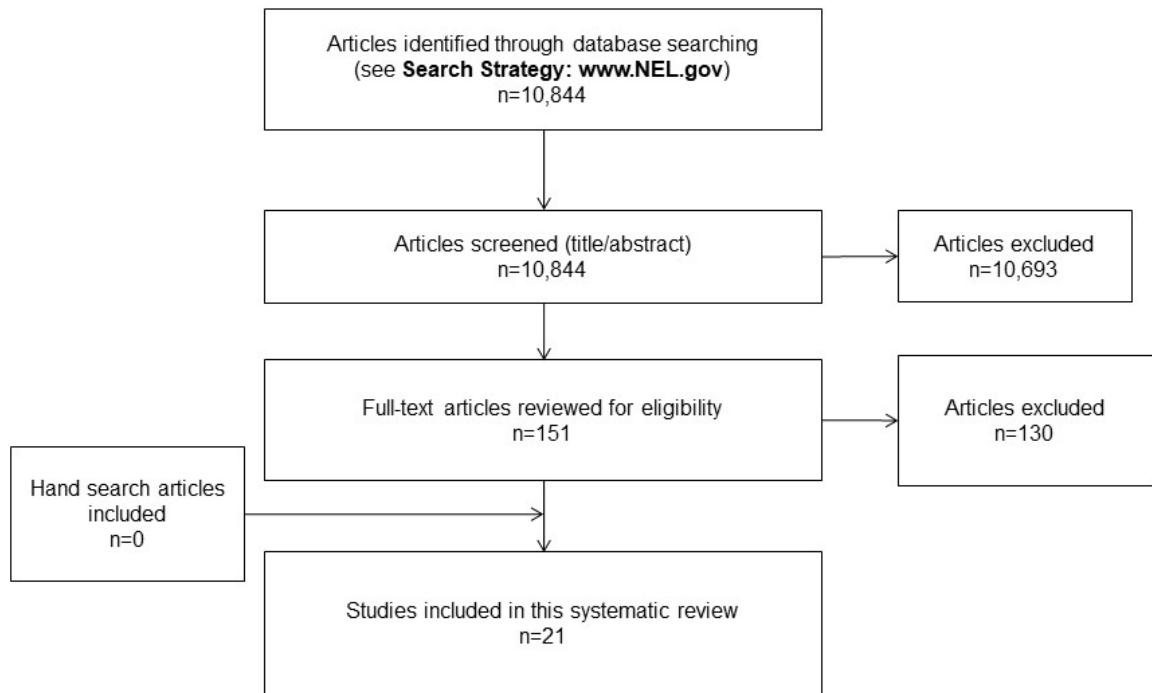 Articles identified through database searching
(see Search Strategy: www.NEL.gov)
n=10,844
Articles screened (title/abstract)
n=10,844
Articles excluded
n=10,693
Full-text articles reviewed for eligibility
n=151
Articles excluded
n=130
Hand search articles
included
n=0
Studies included in this systematic review
n=21